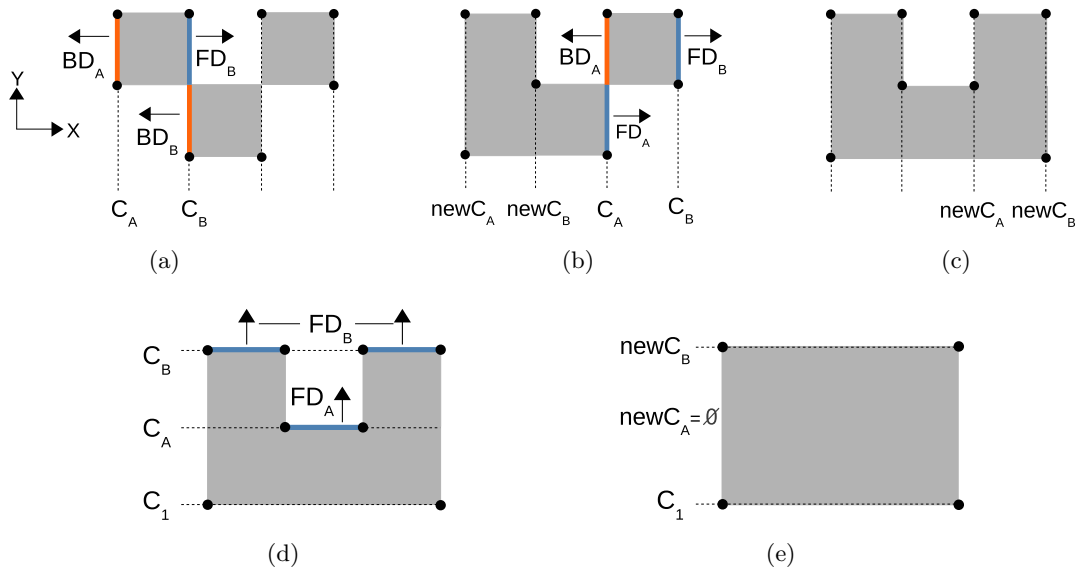 BD_A FD_B
BD_B
Y
X
C_A C_B
(a)
BD_A FD_B
FD_A
newC_A newC_B C_A C_B
(b)
newC_A newC_B
(c)
FD_B
C_B
FD_A
C_A
C_1
(d)
newC_B
newC_A=Ø
C_1
(e)